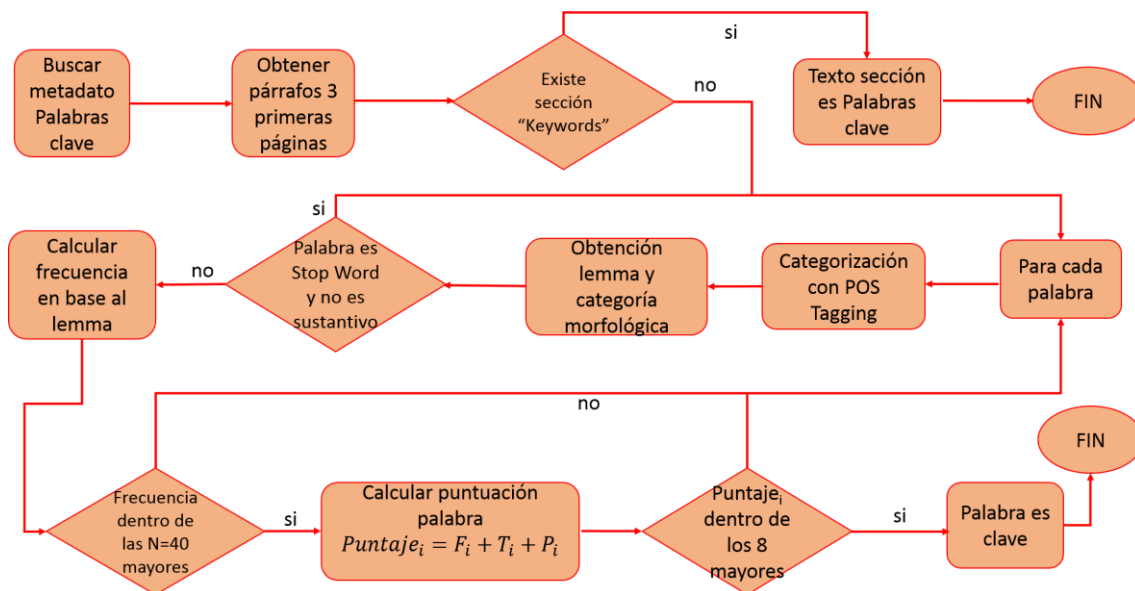 Buscar
metadato
Palabras
clave
Obtener
párrafos 3
primeras
páginas
Existe
sección
“Keywords”
si
no
Texto sección
es Palabras
clave
FIN
Para cada
palabra
Categorización
con POS
Tagging
Obtención
lemma y
categoría
morfológica
Palabra es
Stop Word
y no es
sustantivo
si
no
Calcular
frecuencia
en base al
lemma
Frecuencia
dentro de
las N=40
mayores
si
no
Calcular puntuación
palabra
Puntaje_i = F_i + T_i + P_i
Puntaje_i
dentro de
los 8
mayores
si
Palabra es
clave
FIN